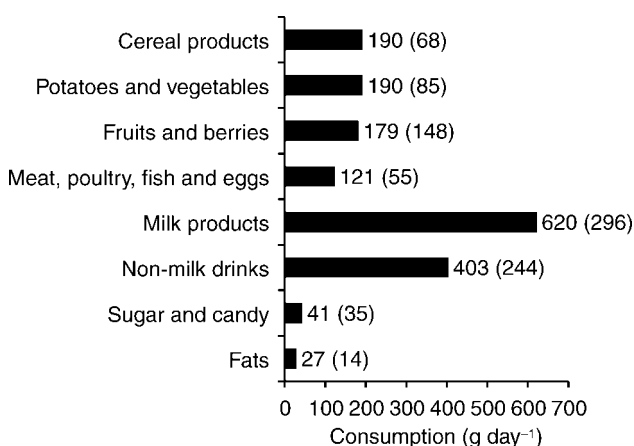 Cereal products 190 (68)
Potatoes and vegetables 190 (85)
Fruits and berries 179 (148)
Meat, poultry, fish and eggs 121 (55)
Milk products 620 (296)
Non-milk drinks 403 (244)
Sugar and candy 41 (35)
Fats 27 (14)
0 100 200 300 400 500 600 700
Consumption (g day⁻¹)